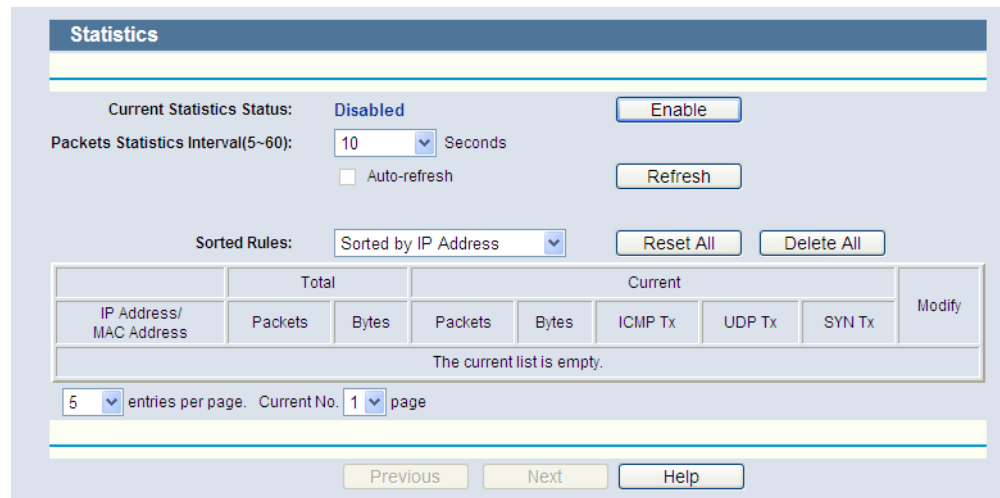 Statistics
Current Statistics Status: Disabled Enable
Packets Statistics Interval(5~60): 10 Seconds
Auto-refresh Refresh
Sorted Rules: Sorted by IP Address Reset All Delete All
Total Current Modify
IP Address/
MAC Address Packets Bytes Packets Bytes ICMP Tx UDP Tx SYN Tx
The current list is empty.
5 entries per page. Current No. 1 page
Previous Next Help